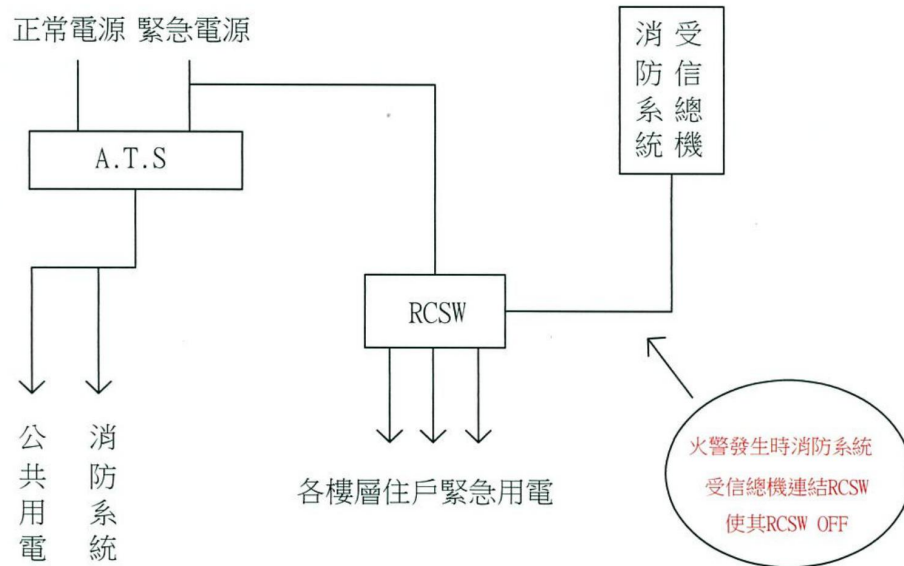 正常電源 緊急電源
消防系統
受信總機
A.T.S
RCSW
公共用電
消防系統
各樓層住戶緊急用電
火警發生時消防系統
受信總機連結RCSW
使其RCSW OFF